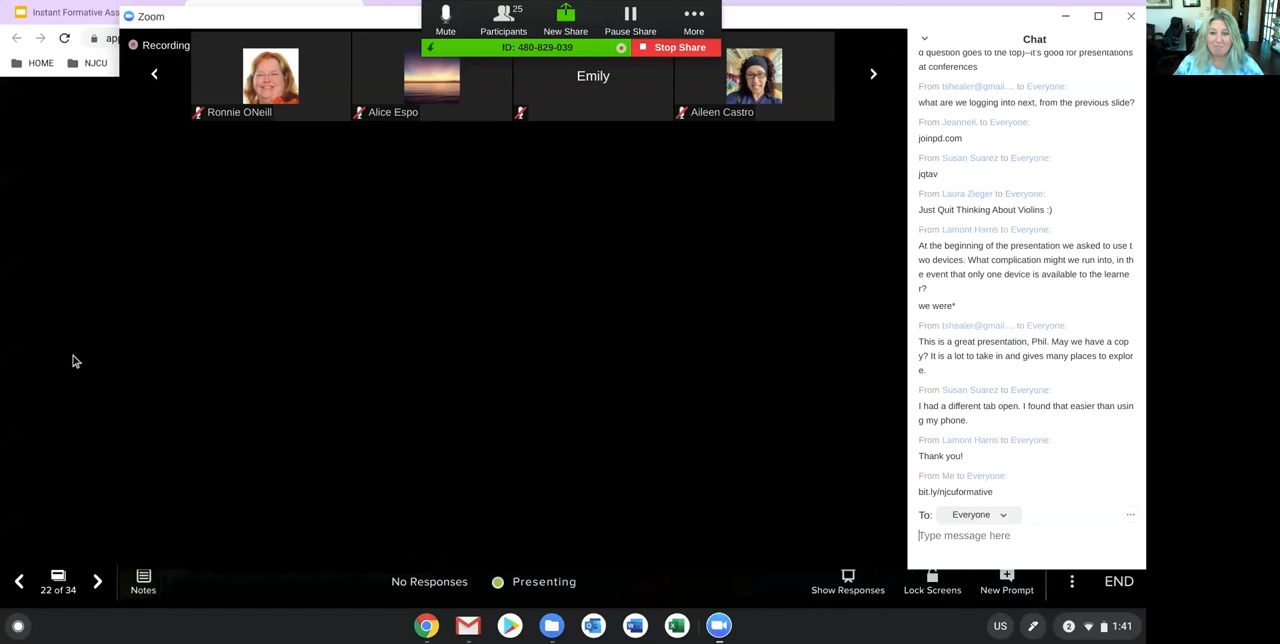 Instant Formative Ass
Zoom
25
Mute
Participants
New Share
Pause Share
More
ID: 480-829-039
Stop Share
Recording
HOME
NJCU
Ronnie ONeill
Alice Espo
Emily
Aileen Castro
Chat
d question goes to the top)--it's good for presentations
at conferences
From tshealer@gmail.... to Everyone:
what are we logging into next, from the previous slide?
From JeanneK to Everyone:
joinpd.com
From Susan Suarez to Everyone:
jqtav
From Laura Zieger to Everyone:
Just Quit Thinking About Violins :)
From Lamont Harris to Everyone:
At the beginning of the presentation we asked to use t
wo devices. What complication might we run into, in th
e event that only one device is available to the learne
r?
we were*
From tshealer@gmail.... to Everyone:
This is a great presentation, Phil. May we have a cop
y? It is a lot to take in and gives many places to explor
e.
From Susan Suarez to Everyone:
I had a different tab open. I found that easier than usin
g my phone.
From Lamont Harris to Everyone:
Thank you!
From Me to Everyone:
bit.ly/njcuformative
To: Everyone
Type message here
22 of 34
Notes
No Responses
Presenting
Show Responses
Lock Screens
New Prompt
END
US
2
1:41